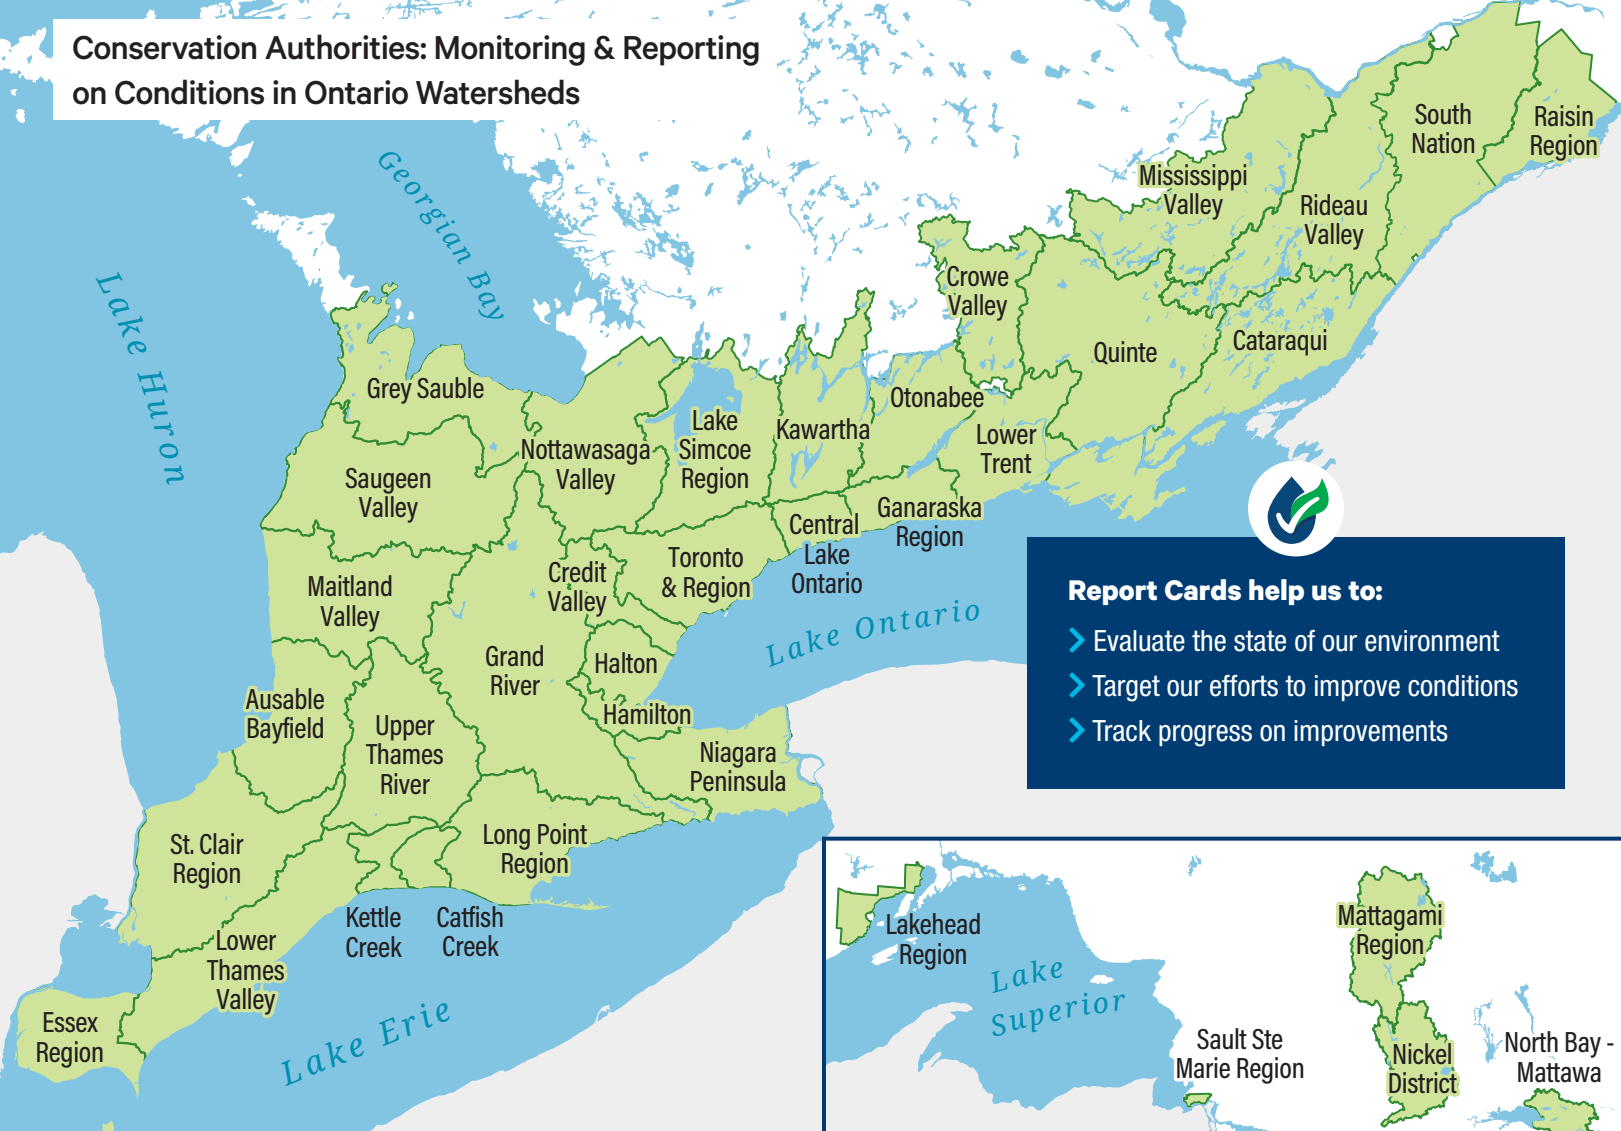 Conservation Authorities: Monitoring & Reporting
on Conditions in Ontario Watersheds
Georgian Bay
Lake Huron
South
Nation
Raisin
Region
Mississippi
Valley
Rideau
Valley
Crowe
Valley
Quinte
Cataraqui
Grey Sauble
Otonabee
Lake
Simcoe
Region
Kawartha
Lower
Trent
Nottawasaga
Valley
Saugeen
Valley
Ganaraska
Region
Central
Lake
Ontario
Toronto
& Region
Credit
Valley
Maitland
Valley
Lake Ontario
Grand
River
Halton
Hamilton
Ausable
Bayfield
Upper
Thames
River
Niagara
Peninsula
Long Point
Region
St. Clair
Region
Kettle
Creek
Catfish
Creek
Lower
Thames
Valley
Essex
Region
Lake Erie
Report Cards help us to:
Evaluate the state of our environment
Target our efforts to improve conditions
Track progress on improvements
Lakehead
Region
Lake
Superior
Mattagami
Region
Sault Ste
Marie Region
Nickel
District
North Bay -
Mattawa